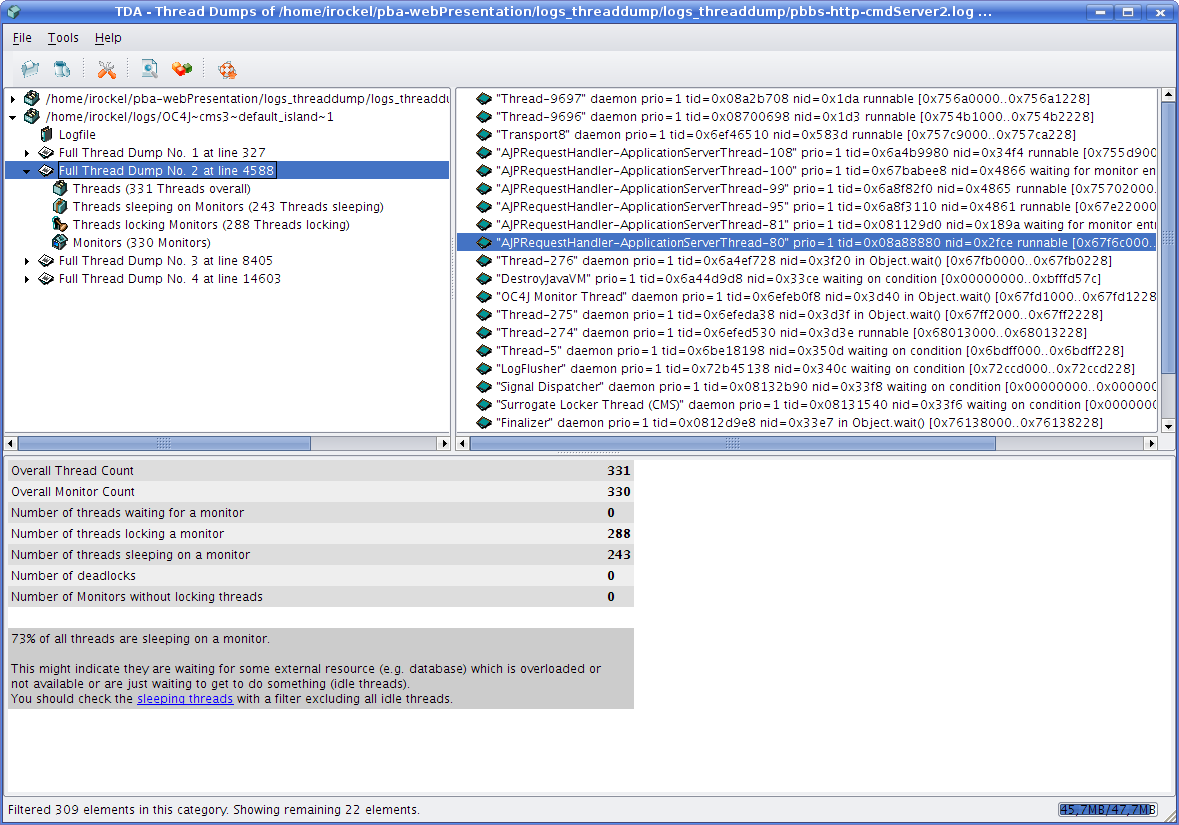 TDA - Thread Dumps of /home/irockel/pba-webPresentation/logs_threaddump/logs_threaddump/pbbs-http-cmdServer2.log ...
File Tools Help
/home/irockel/pba-webPresentation/logs_threaddump/logs_threaddu
/home/irockel/logs/OC4J~cms3~default_island~1
Logfile
Full Thread Dump No. 1 at line 327
Full Thread Dump No. 2 at line 4588
Threads (331 Threads overall)
Threads sleeping on Monitors (243 Threads sleeping)
Threads locking Monitors (288 Threads locking)
Monitors (330 Monitors)
Full Thread Dump No. 3 at line 8405
Full Thread Dump No. 4 at line 14603
"Thread-9697" daemon prio=1 tid=0x08a2b708 nid=0x1da runnable [0x756a0000..0x756a1228]
"Thread-9696" daemon prio=1 tid=0x08700698 nid=0x1d3 runnable [0x754b1000..0x754b2228]
"Transport8" daemon prio=1 tid=0x6ef46510 nid=0x583d runnable [0x757c9000..0x757ca228]
"AJPRequestHandler-ApplicationServerThread-108" prio=1 tid=0x6a4b9980 nid=0x34f4 runnable [0x755d900
"AJPRequestHandler-ApplicationServerThread-100" prio=1 tid=0x67babee8 nid=0x4866 waiting for monitor en
"AJPRequestHandler-ApplicationServerThread-99" prio=1 tid=0x6a8f82f0 nid=0x4865 runnable [0x75702000.
"AJPRequestHandler-ApplicationServerThread-95" prio=1 tid=0x6a8f3110 nid=0x4861 runnable [0x67e22000
"AJPRequestHandler-ApplicationServerThread-81" prio=1 tid=0x081129d0 nid=0x189a waiting for monitor entr
"AJPRequestHandler-ApplicationServerThread-80" prio=1 tid=0x08a88880 nid=0x2fce runnable [0x67f6c000..
"Thread-276" prio=1 tid=0x6a4ef728 nid=0x3f20 in Object.wait() [0x67fb0000..0x67fb0228]
"DestroyJavaVM" prio=1 tid=0x6a44d9d8 nid=0x33ce waiting on condition [0x00000000..0xbfffd57c]
"OC4J Monitor Thread" daemon prio=1 tid=0x6efeb0f8 nid=0x3d40 in Object.wait() [0x67fd1000..0x67fd1228
"Thread-275" daemon prio=1 tid=0x6efeda38 nid=0x3d3f in Object.wait() [0x67ff2000..0x67ff2228]
"Thread-274" daemon prio=1 tid=0x6efed530 nid=0x3d3e runnable [0x68013000..0x68013228]
"Thread-5" daemon prio=1 tid=0x6be18198 nid=0x350d waiting on condition [0x6bdff000..0x6bdff228]
"LogFlusher" daemon prio=1 tid=0x72b45138 nid=0x340c waiting on condition [0x72ccd000..0x72ccd228]
"Signal Dispatcher" daemon prio=1 tid=0x08132b90 nid=0x33f8 waiting on condition [0x00000000..0x000000
"Surrogate Locker Thread (CMS)" daemon prio=1 tid=0x08131540 nid=0x33f6 waiting on condition [0x0000000
"Finalizer" daemon prio=1 tid=0x0812d9e8 nid=0x33e7 in Object.wait() [0x76138000..0x76138228]
Overall Thread Count 331
Overall Monitor Count 330
Number of threads waiting for a monitor 0
Number of threads locking a monitor 288
Number of threads sleeping on a monitor 243
Number of deadlocks 0
Number of Monitors without locking threads 0
73% of all threads are sleeping on a monitor.
This might indicate they are waiting for some external resource (e.g. database) which is overloaded or
not available or are just waiting to get to do something (idle threads).
You should check the sleeping threads with a filter excluding all idle threads.
Filtered 309 elements in this category. Showing remaining 22 elements.
45,7MB/47,7MB